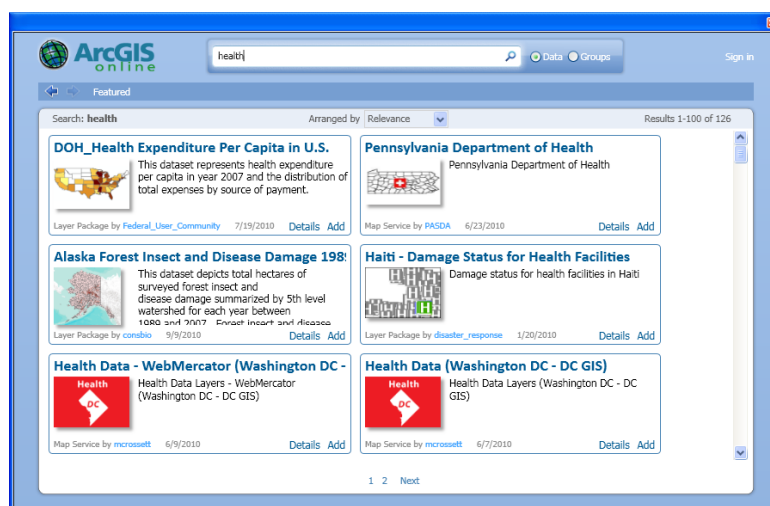 ArcGIS
online
health
Data Groups
Sign in
Featured
Search: health
Arranged by Relevance
Results 1-100 of 126
DOH_Health Expenditure Per Capita in U.S.
This dataset represents health expenditure
per capita in year 2007 and the distribution of
total expenses by source of payment.
Layer Package by Federal_User_Community 7/19/2010 Details Add
Pennsylvania Department of Health
Pennsylvania Department of Health
Map Service by PASDA 6/23/2010 Details Add
Alaska Forest Insect and Disease Damage 198
This dataset depicts total hectares of
surveyed forest insect and
disease damage summarized by 5th level
watershed for each year between
1989 and 2007. Forest insect and disease
Layer Package by consbio 9/9/2010 Details Add
Haiti - Damage Status for Health Facilities
Damage status for health facilities in Haiti
H
Layer Package by disaster_response 1/20/2010 Details Add
Health Data - WebMercator (Washington DC -
Health
DC
Health Data Layers - WebMercator
(Washington DC - DC GIS)
Map Service by mcrossett 6/9/2010 Details Add
Health Data (Washington DC - DC GIS)
Health
DC
Health Data Layers (Washington DC - DC
GIS)
Map Service by mcrossett 6/7/2010 Details Add
1 2 Next